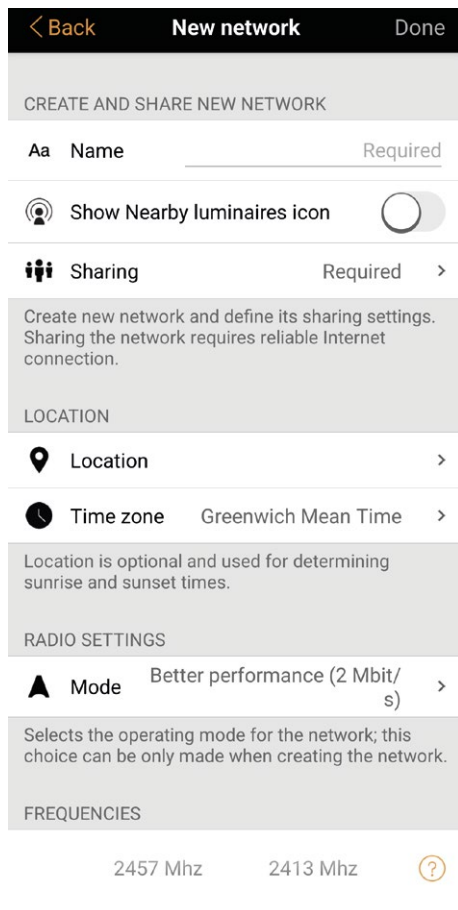 Back New network Done
CREATE AND SHARE NEW NETWORK
Aa Name Required
Show Nearby luminaires icon
Sharing Required
Create new network and define its sharing settings.
Sharing the network requires reliable Internet
connection.
LOCATION
Location
Time zone Greenwich Mean Time
Location is optional and used for determining
sunrise and sunset times.
RADIO SETTINGS
Mode Better performance (2 Mbit/
s)
Selects the operating mode for the network; this
choice can be only made when creating the network.
FREQUENCIES
2457 Mhz 2413 Mhz ?